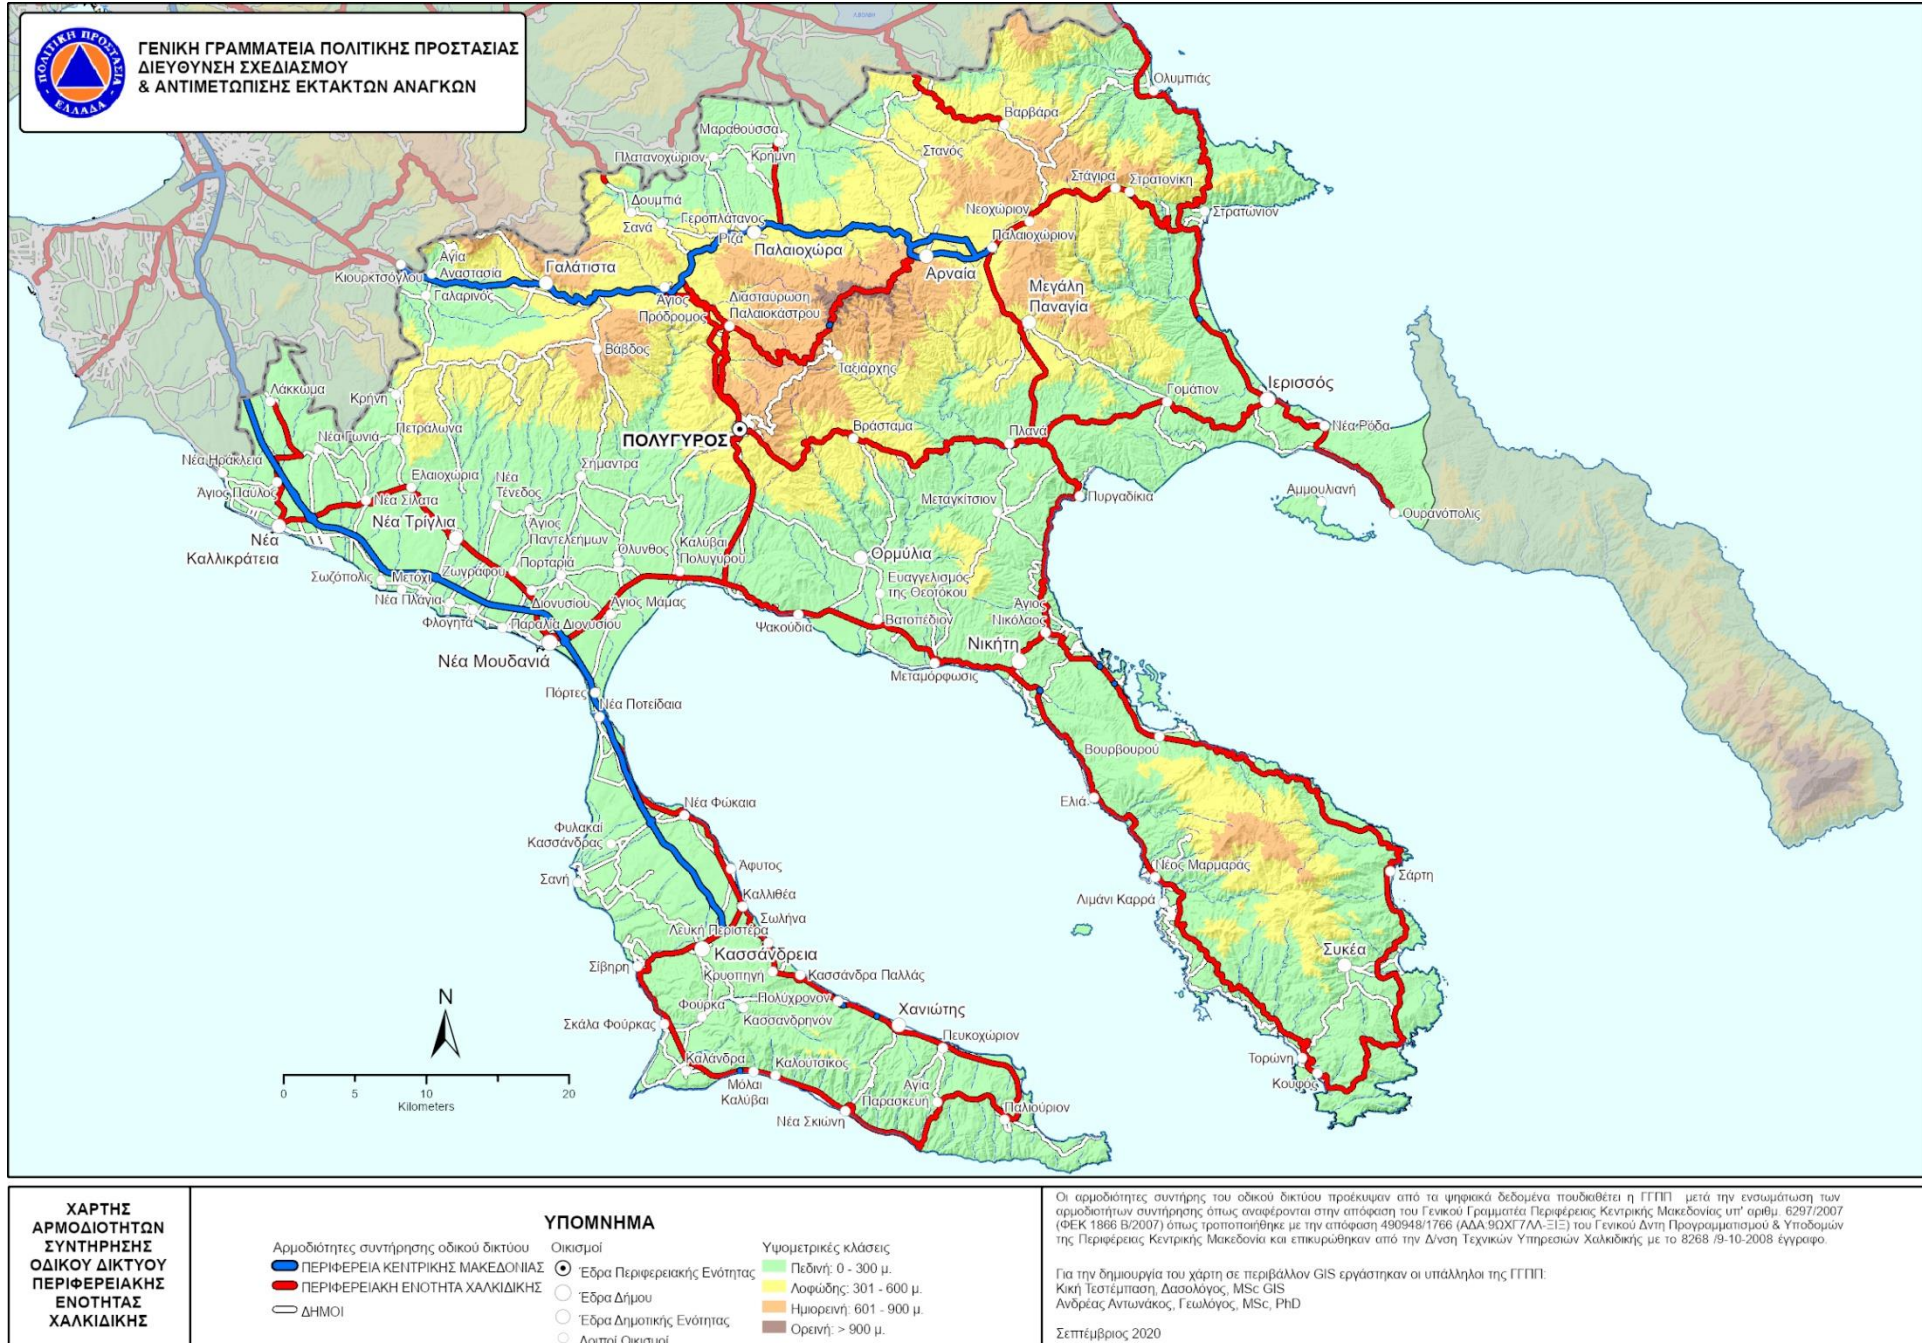 ΠΟΛΙΤΙΚΗ ΠΡΟΣΤΑΣΙΑ
ΕΛΛΑΔΑ
ΓΕΝΙΚΗ ΓΡΑΜΜΑΤΕΙΑ ΠΟΛΙΤΙΚΗΣ ΠΡΟΣΤΑΣΙΑΣ
ΔΙΕΥΘΥΝΣΗ ΣΧΕΔΙΑΣΜΟΥ
& ΑΝΤΙΜΕΤΩΠΙΣΗΣ ΕΚΤΑΚΤΩΝ ΑΝΑΓΚΩΝ
Ολυμπιάς
Βαρβάρα
Μαραθούσσα
Πλατανοχώριον
Κρήμνη
Στανός
Στάγιρα
Στρατονίκη
Δουμπιά
Γεροπλάτανος
Νεοχώριον
Στρατώνιον
Σανά
Ριζά
Παλαιοχώρα
Παλαιοχώριον
Αγία
Αναστασία
Κιουρκτσόγλου
Γαλάτιστα
Αρναία
Γαλαρινός
Άγιος
Πρόδρομος
Διασταύρωση
Παλαιοκάστρου
Μεγάλη
Παναγία
Βάβδος
Ταξιάρχης
Λάκκωμα
Κρήνη
Γομάτιον
Ιερισσός
Πετράλωνα
Νέα Γωνιά
ΠΟΛΥΓΥΡΟΣ
Βράσταμα
Πλανά
Νέα Ρόδα
Νέα Ηράκλεια
Σήμαντρα
Άγιος Παύλος
Ελαιοχώρια
Νέα
Τένεδος
Νέα Σίλατα
Μεταγκίτσιον
Πυργαδίκια
Αμμουλιανή
Ουρανόπολις
Νέα Τρίγλια
Άγιος
Παντελεήμων
Νέα
Καλλικράτεια
Όλυνθος
Καλύβαι
Πολυγύρου
Ορμύλια
Σωζόπολις
Μετόχι
Ζωγράφου
Πορταριά
Ευαγγελισμός
της Θεοτόκου
Νέα Πλάγια
Διονυσίου
Άγιος Μάμας
Άγιος
Νικόλαος
Φλογητά
Παραλία Διονυσίου
Ψακούδια
Βατοπέδιον
Νικήτη
Νέα Μουδανιά
Μεταμόρφωσις
Πόρτες
Νέα Ποτείδαια
Βουρβουρού
Ελιά
Νέα Φώκαια
Φυλακαί
Κασσάνδρας
Άφυτος
Νέος Μαρμαράς
Σανή
Σάρτη
Καλλιθέα
Λιμάνι Καρρά
Σωλήνα
Λευκή Περιστέρα
Κασσάνδρεια
Συκέα
Σίβηρη
Κρυοπηγή
Κασσάνδρα Παλλάς
Φούρκα
Πολύχρονον
Χανιώτης
Σκάλα Φούρκας
Κασσανδρηνόν
Πευκοχώριον
Τορώνη
Καλάνδρα
Καλουτσικός
Κουφός
Μόλαι
Καλύβαι
Αγία
Παρασκευή
Παλιούριον
Νέα Σκιώνη
N
0 5 10 20
Kilometers
ΧΑΡΤΗΣ
ΑΡΜΟΔΙΟΤΗΤΩΝ
ΣΥΝΤΗΡΗΣΗΣ
ΟΔΙΚΟΥ ΔΙΚΤΥΟΥ
ΠΕΡΙΦΕΡΕΙΑΚΗΣ
ΕΝΟΤΗΤΑΣ
ΧΑΛΚΙΔΙΚΗΣ
ΥΠΟΜΝΗΜΑ
Αρμοδιότητες συντήρησης οδικού δικτύου
ΠΕΡΙΦΕΡΕΙΑ ΚΕΝΤΡΙΚΗΣ ΜΑΚΕΔΟΝΙΑΣ
ΠΕΡΙΦΕΡΕΙΑΚΗ ΕΝΟΤΗΤΑ ΧΑΛΚΙΔΙΚΗΣ
ΔΗΜΟΙ
Οικισμοί
Έδρα Περιφερειακής Ενότητας
Έδρα Δήμου
Έδρα Δημοτικής Ενότητας
Λοιποί Οικισμοί
Υψομετρικές κλάσεις
Πεδινή: 0 - 300 μ.
Λοφώδης: 301 - 600 μ.
Ημιορεινή: 601 - 900 μ.
Ορεινή: > 900 μ.
Οι αρμοδιότητες συντήρης του οδικού δικτύου προέκυψαν από τα ψηφιακά δεδομένα πουδιαθέτει η ΓΓΠΠ μετά την ενσωμάτωση των
αρμοδιοτήτων συντήρησης όπως αναφέρονται στην απόφαση του Γενικού Γραμματέα Περιφέρειας Κεντρικής Μακεδονίας υπ' αριθμ. 6297/2007
(ΦΕΚ 1866 Β/2007) όπως τροποποιήθηκε με την απόφαση 490948/1766 (ΑΔΑ:9ΩΧΓ7ΛΛ-ΞΙΞ) του Γενικού Δντη Προγραμματισμού & Υποδομών
της Περιφέρειας Κεντρικής Μακεδονία και επικυρώθηκαν από την Δ/νση Τεχνικών Υπηρεσιών Χαλκιδικής με το 8268 /9-10-2008 έγγραφο.
Για την δημιουργία του χάρτη σε περιβάλλον GIS εργάστηκαν οι υπάλληλοι της ΓΓΠΠ:
Κική Τεστέμπαση, Δασολόγος, MSc GIS
Ανδρέας Αντωνάκος, Γεωλόγος, MSc, PhD
Σεπτέμβριος 2020